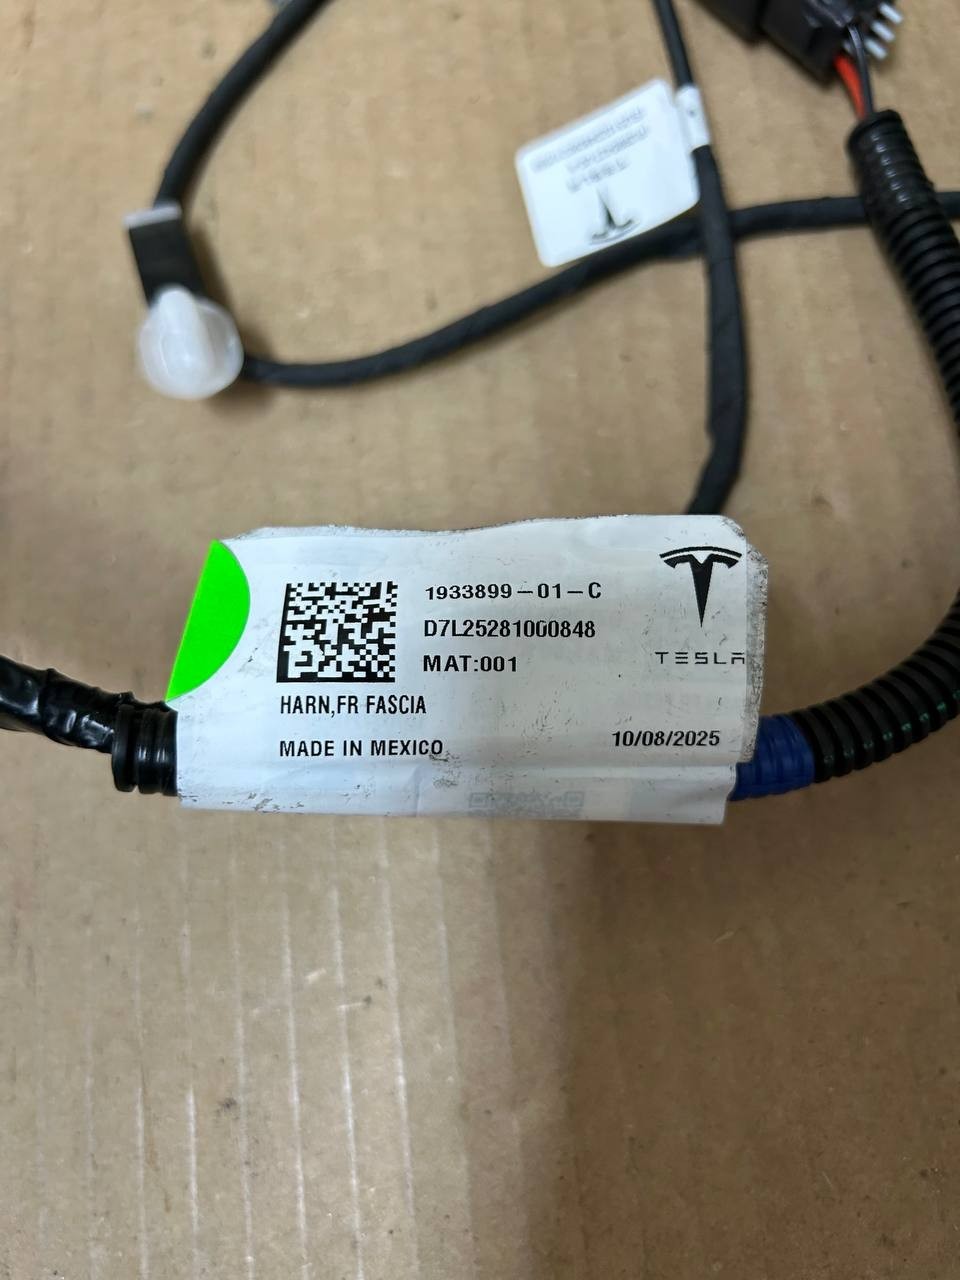 1933899-01-C
D7L25281000848
MAT:001
TESLA
HARN,FR FASCIA
MADE IN MEXICO
10/08/2025